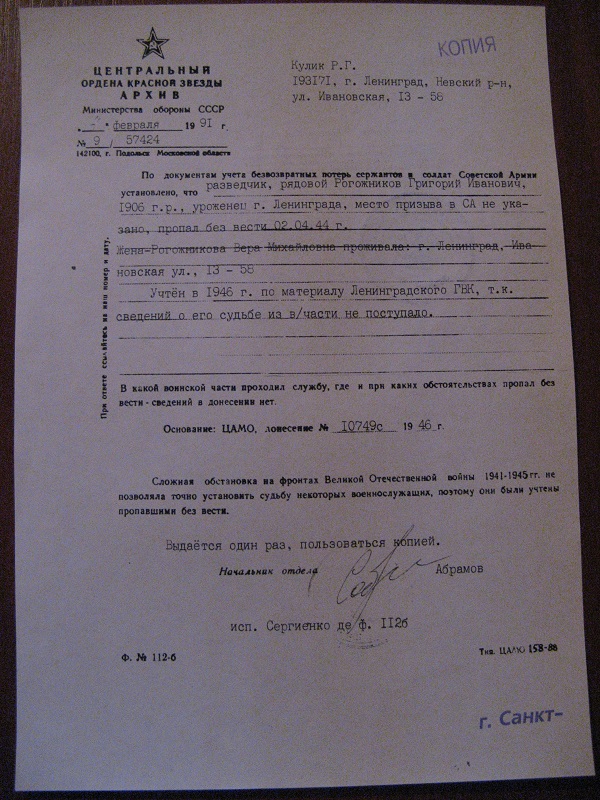 КОПИЯ
ЦЕНТРАЛЬНЫЙ
ОРДЕНА КРАСНОЙ ЗВЕЗДЫ
АРХИВ
Министерства обороны СССР
" - " февраля 1991 г.
№ 9 / 57424
142100, г. Подольск Московской области
Кулик Р.Г.
193171, г. Ленинград, Невский р-н,
ул. Ивановская, 13 - 58
По документам учета безвозвратных потерь сержантов и солдат Советской Армии
установлено, что разведчик, рядовой Рогожников Григорий Иванович,
1906 г.р., уроженец г. Ленинграда, место призыва в СА не ука-
зано, пропал без вести 02.04.44 г.
Жена-Рогожникова Вера Михайловна проживала: г. Ленинград, Ива-
новская ул., 13 - 58
Учтён в 1946 г. по материалу Ленинградского ГВК, т.к.
сведений о его судьбе из в/части не поступало.
При ответе ссылайтесь на наш номер и дату.
В какой воинской части проходил службу, где и при каких обстоятельствах пропал без
вести - сведений в донесении нет.
Основание: ЦАМО, донесение № 10749с 1946 г.
Сложная обстановка на фронтах Великой Отечественной войны 1941-1945 гг. не
позволяла точно установить судьбу некоторых военнослужащих, поэтому они были учтены
пропавшими без вести.
Выдаётся один раз, пользоваться копией.
Начальник отдела Абрамов
исп. Сергиенко де ф. 112б
Ф. № 112-б
Тип. ЦАМО 158-88
г. Санкт-